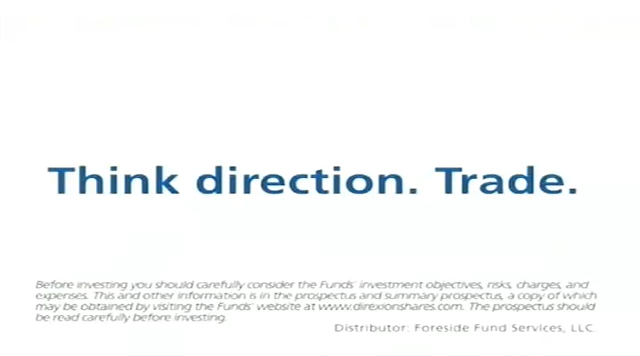 Think direction. Trade.
Before investing you should carefully consider the Funds' investment objectives, risks, charges, and
expenses. This and other information is in the prospectus and summary prospectus, a copy of which
may be obtained by visiting the Funds' website at www.direxionshares.com. The prospectus should
be read carefully before investing.
Distributor: Foreside Fund Services, LLC.